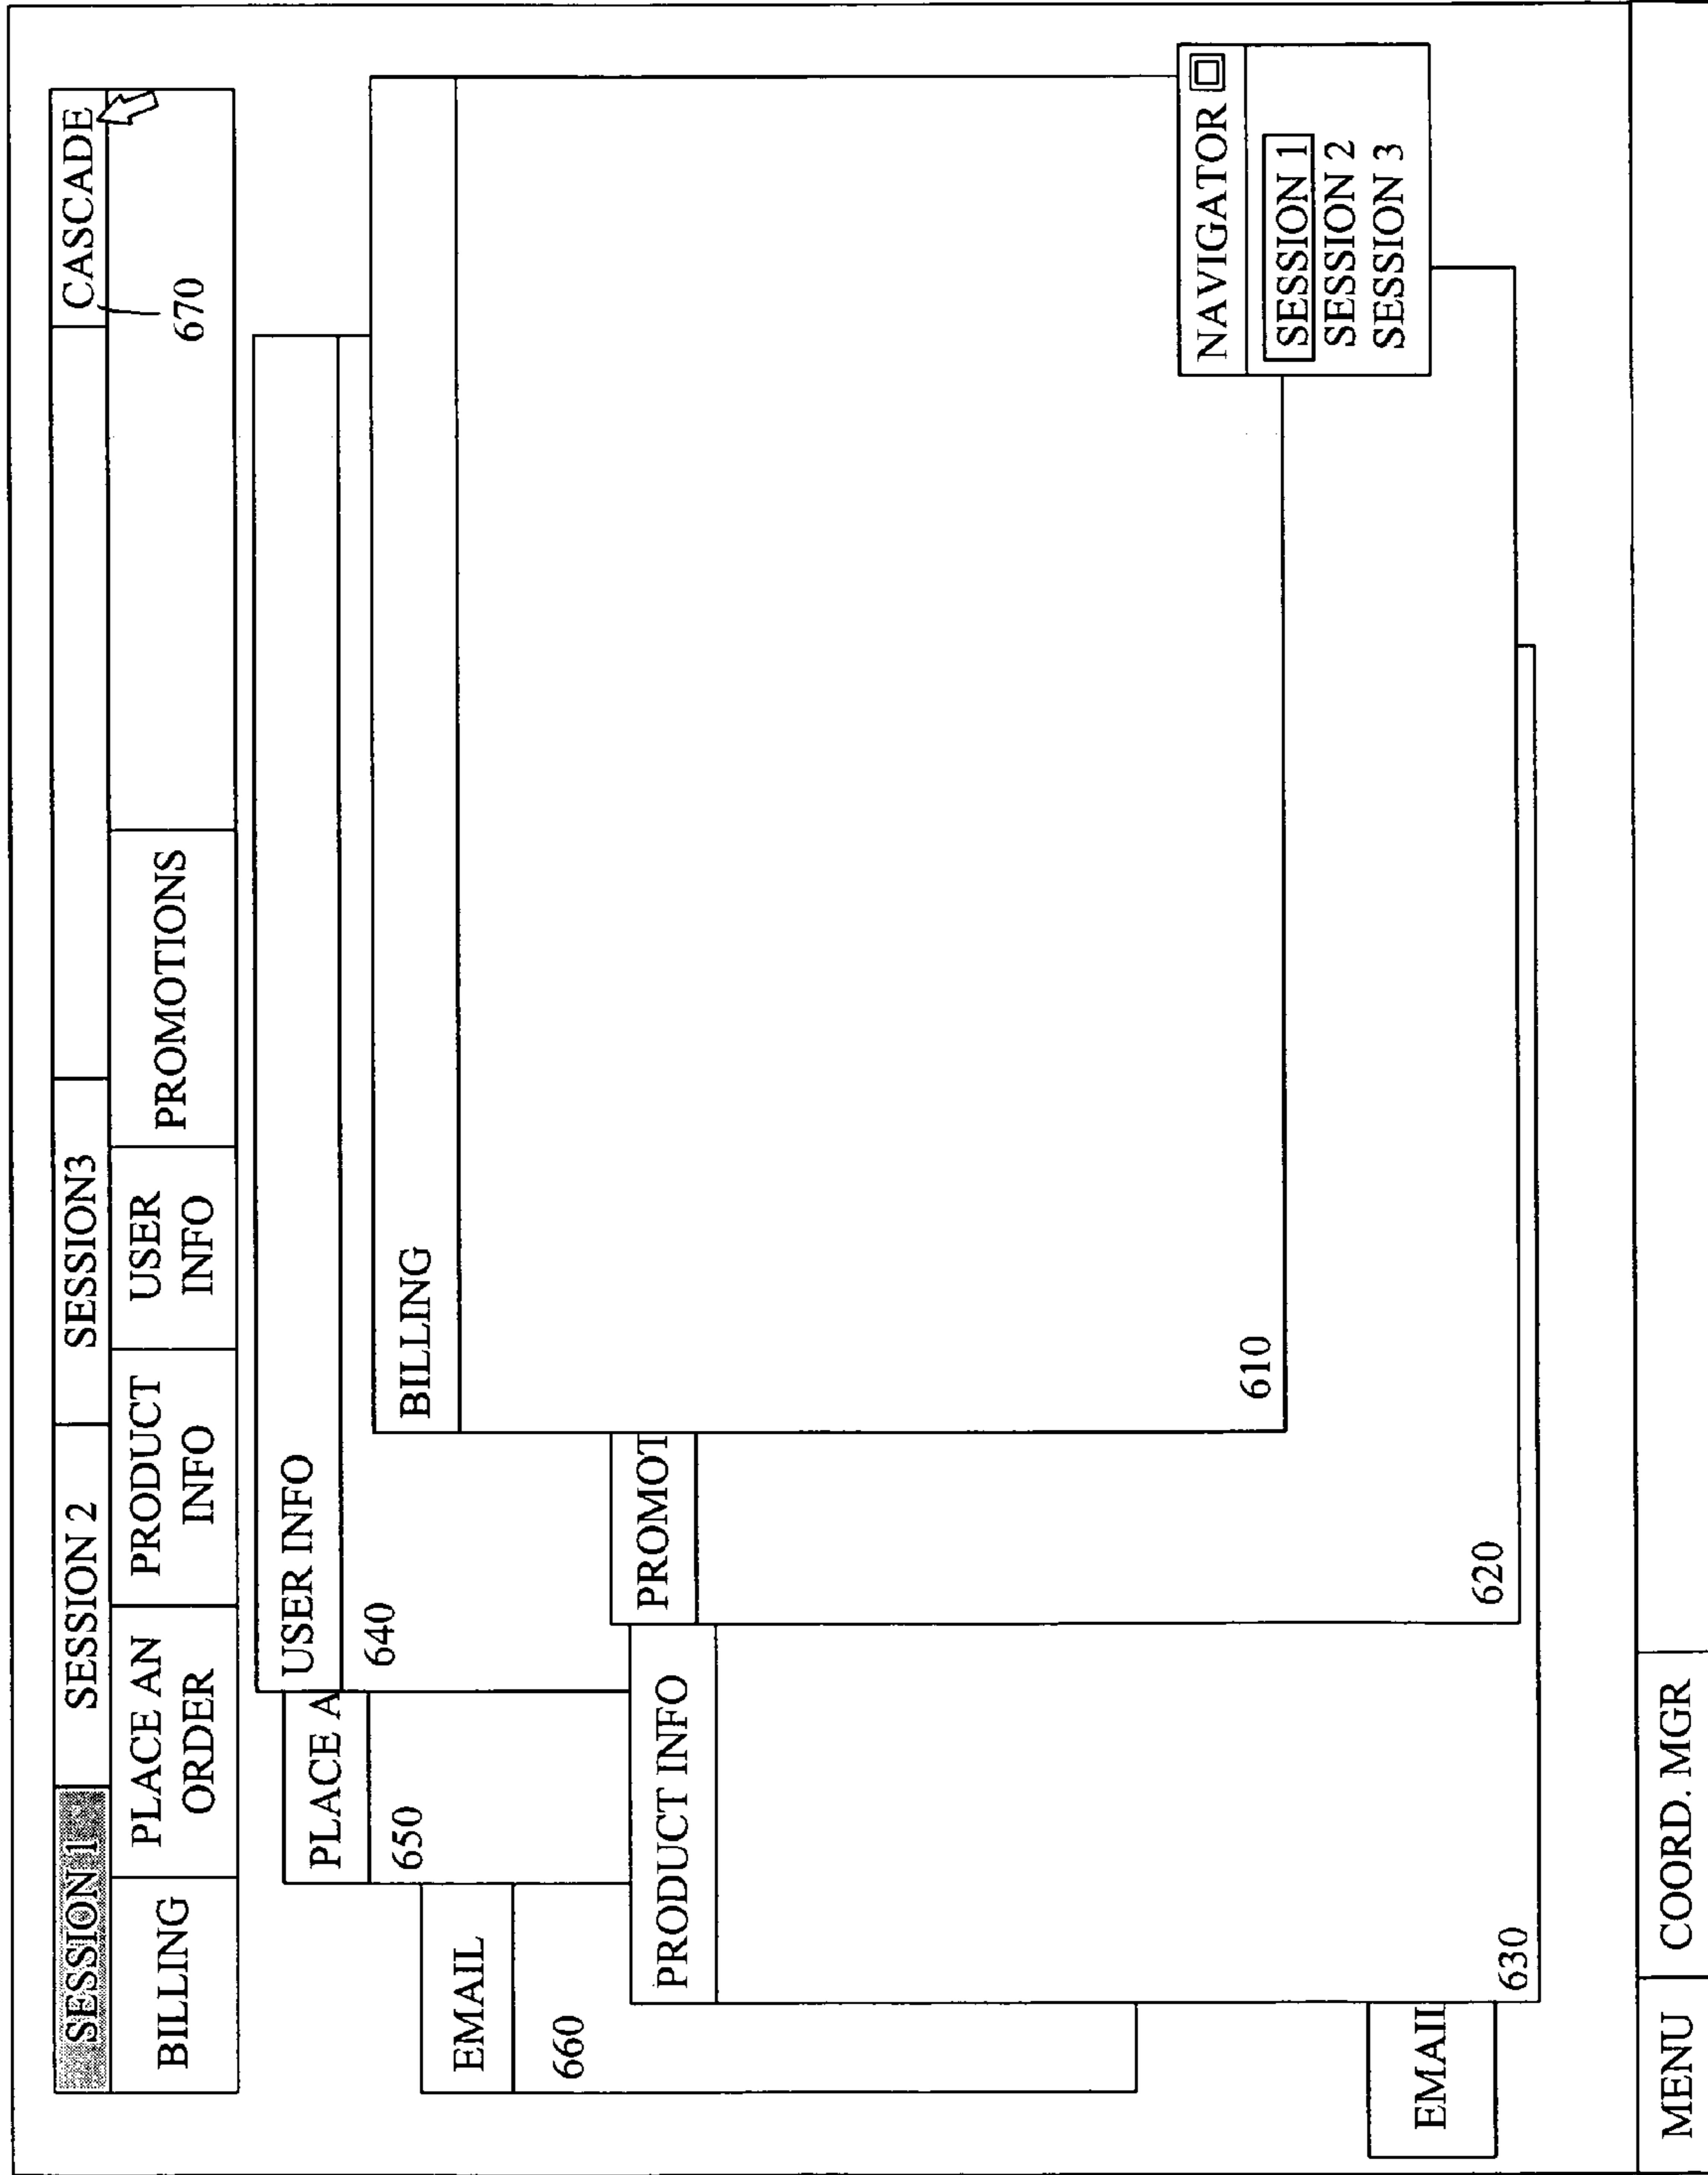 SESSION 1
SESSION 2
SESSION3
CASCADE
670
BILLING
PLACE AN
ORDER
PRODUCT
INFO
USER
INFO
PROMOTIONS
USER INFO
640
PLACE A
650
BILLING
610
EMAIL
660
PROMOT
620
PRODUCT INFO
630
NAVIGATOR
SESSION 1
SESSION 2
SESSION 3
EMAIL
MENU
COORD. MGR